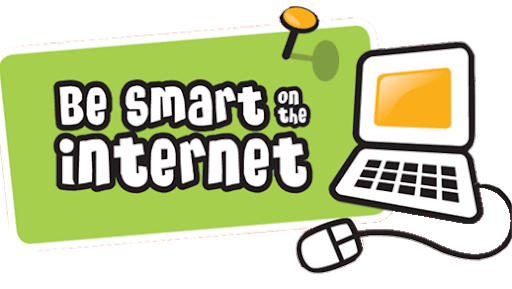 Be smart on the
internet